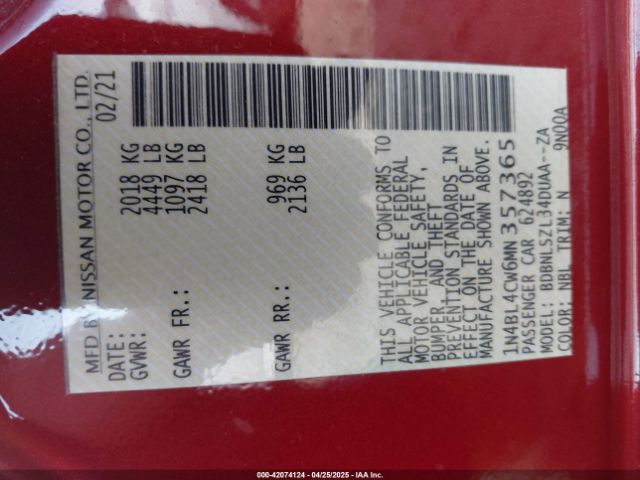 MFD BY NISSAN MOTOR CO., LTD.
DATE: 02/21
GVWR: 2018 KG
4449 LB
GAWR FR.: 1097 KG
2418 LB
GAWR RR.: 969 KG
2136 LB
THIS VEHICLE CONFORMS TO
ALL APPLICABLE FEDERAL
MOTOR VEHICLE SAFETY,
BUMPER, AND THEFT
PREVENTION STANDARDS IN
EFFECT ON THE DATE OF
MANUFACTURE SHOWN ABOVE.
1N4BL4CW6MN357365
PASSENGER CAR 624892
MODEL: BDBNLSZL34DUAA--ZA
COLOR: NBL TRIM: N 9N00A
000-42074124 | 04/25/2025 - IAA Inc.